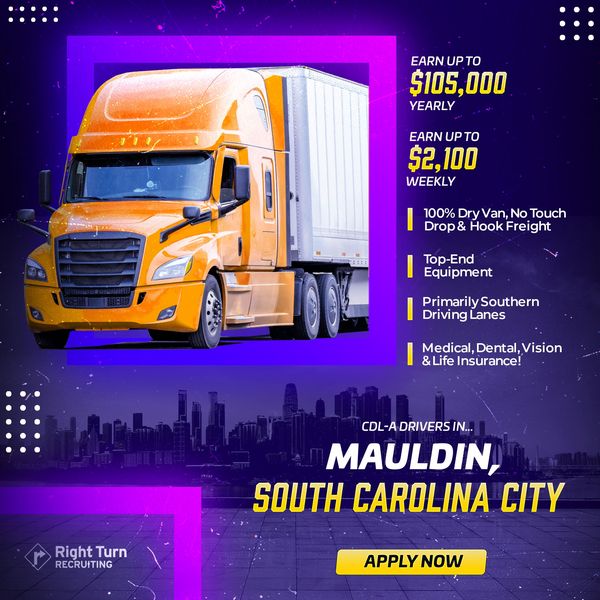 EARN UP TO
$105,000
YEARLY
EARN UP TO
$2,100
WEEKLY
100% Dry Van, No Touch
Drop & Hook Freight
Top-End
Equipment
Primarily Southern
Driving Lanes
Medical, Dental, Vision
& Life Insurance!
CDL-A DRIVERS IN...
MAULDIN,
SOUTH CAROLINA CITY
APPLY NOW
Right Turn
RECRUITING